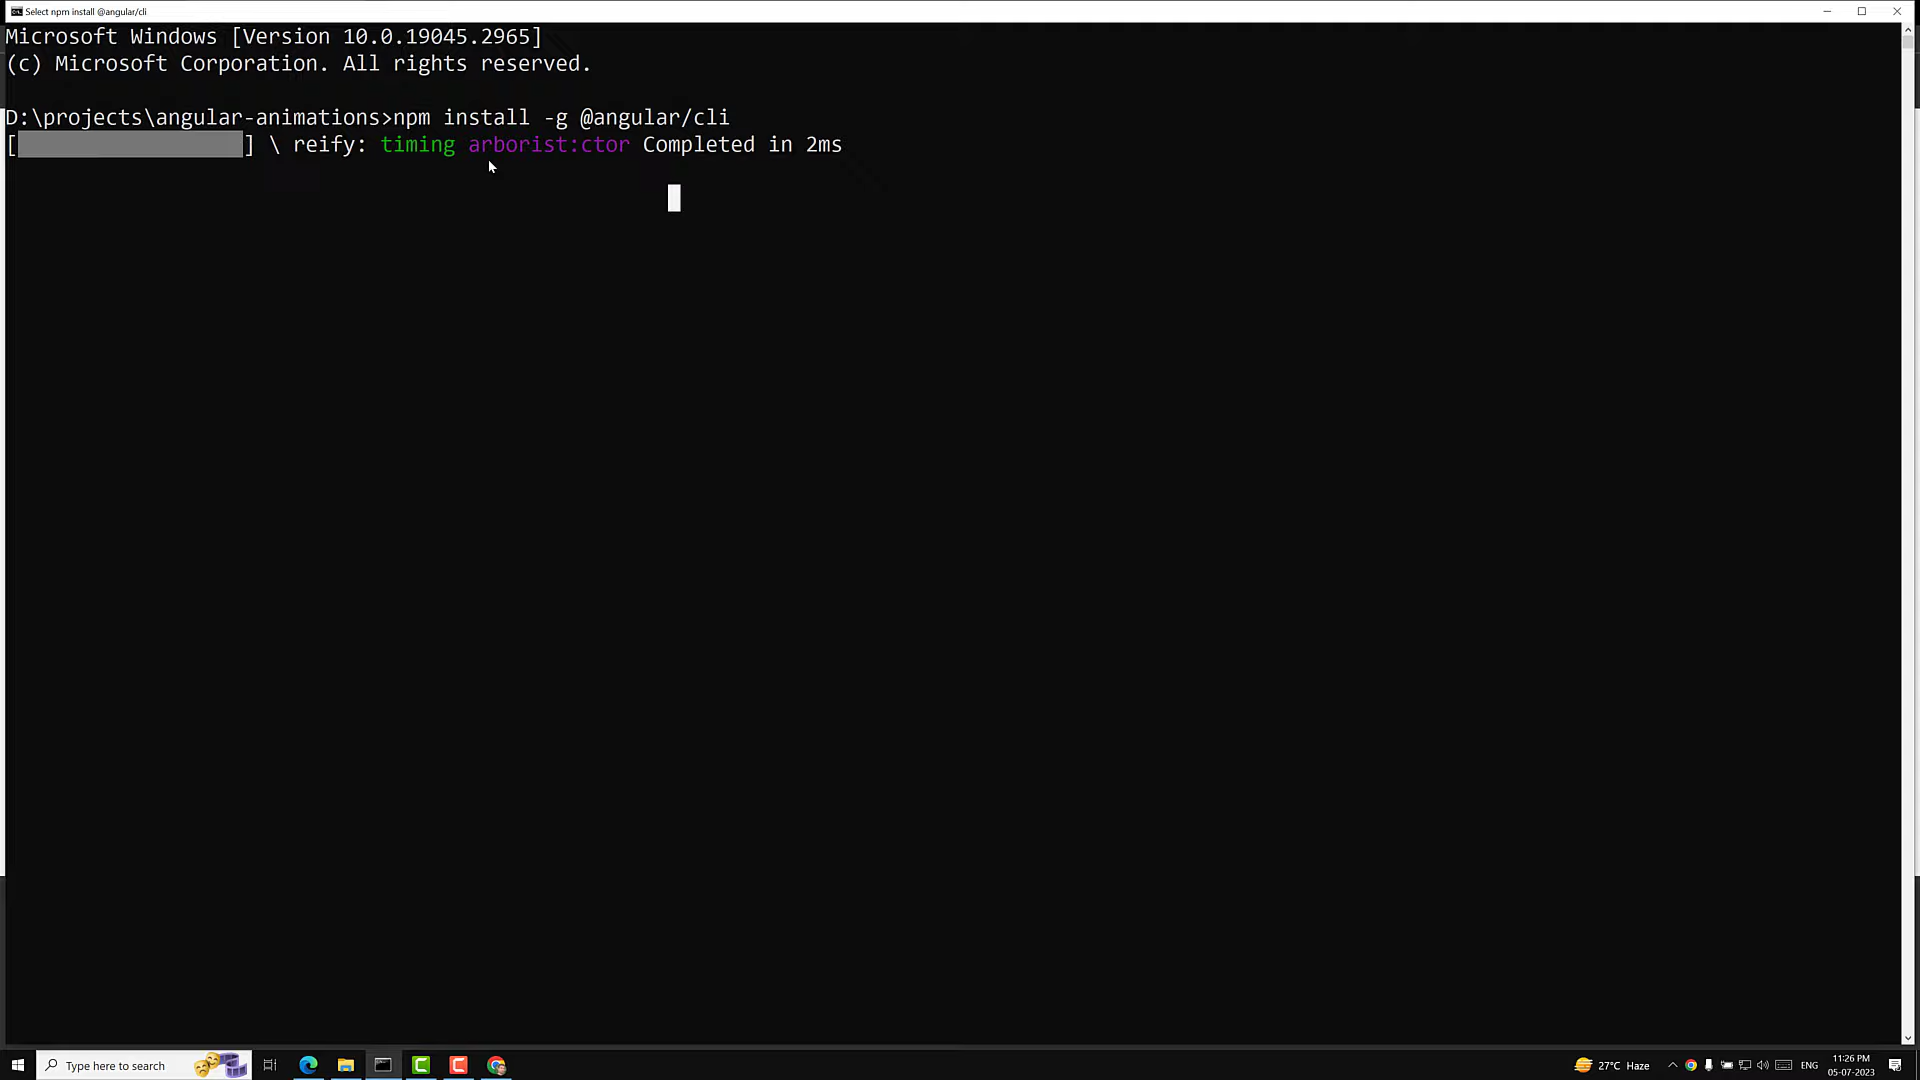 Select npm install @angular/cli
Microsoft Windows [Version 10.0.19045.2965]
(c) Microsoft Corporation. All rights reserved.
D:\projects\angular-animations>npm install -g @angular/cli
[                  ] \ reify: timing arborist:ctor Completed in 2ms
Type here to search
27°C Haze
ENG
11:26 PM
05-07-2023